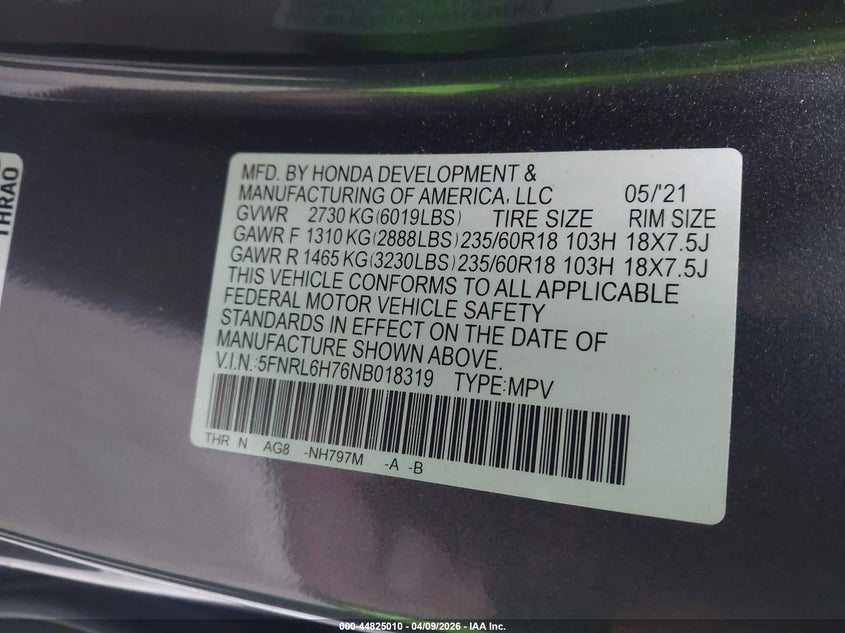 THRA0
MFD. BY HONDA DEVELOPMENT &
MANUFACTURING OF AMERICA, LLC 05/'21
GVWR 2730 KG(6019LBS) TIRE SIZE RIM SIZE
GAWR F 1310 KG(2888LBS) 235/60R18 103H 18X7.5J
GAWR R 1465 KG(3230LBS) 235/60R18 103H 18X7.5J
THIS VEHICLE CONFORMS TO ALL APPLICABLE
FEDERAL MOTOR VEHICLE SAFETY
STANDARDS IN EFFECT ON THE DATE OF
MANUFACTURE SHOWN ABOVE.
V.I.N.:5FNRL6H76NB018319 TYPE:MPV
THR N AG8 -NH797M -A -B
000-44825010 | 04/09/2026 | IAA Inc.